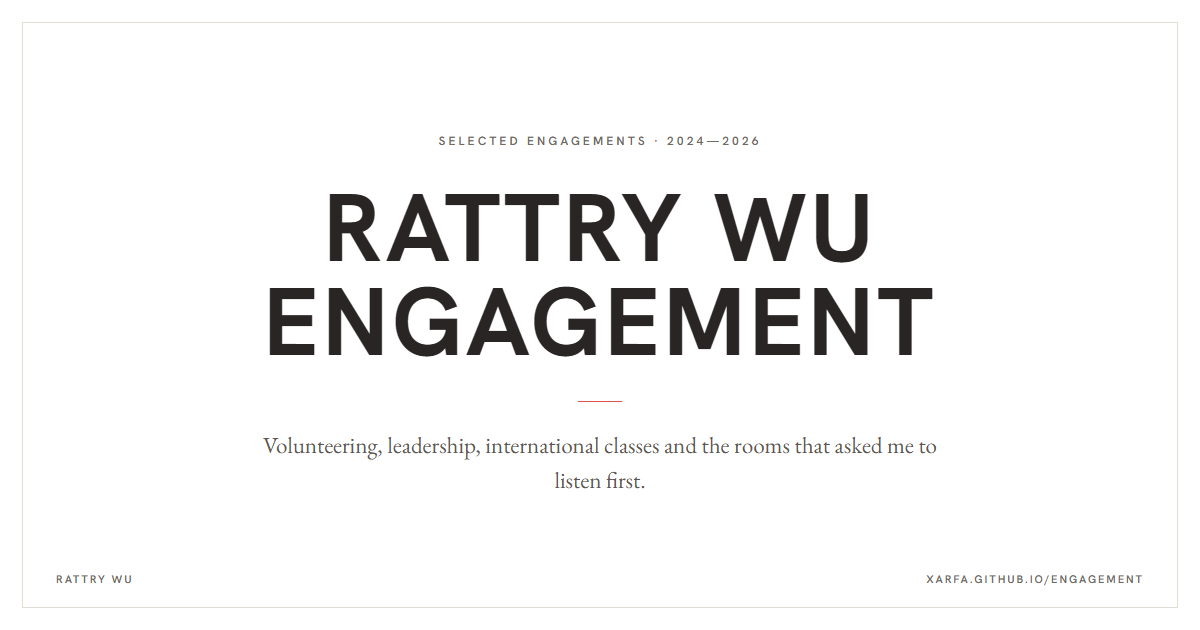 SELECTED ENGAGEMENTS · 2024—2026
RATTRY WU
ENGAGEMENT
Volunteering, leadership, international classes and the rooms that asked me to
listen first.
RATTRY WU
XARFA.GITHUB.IO/ENGAGEMENT